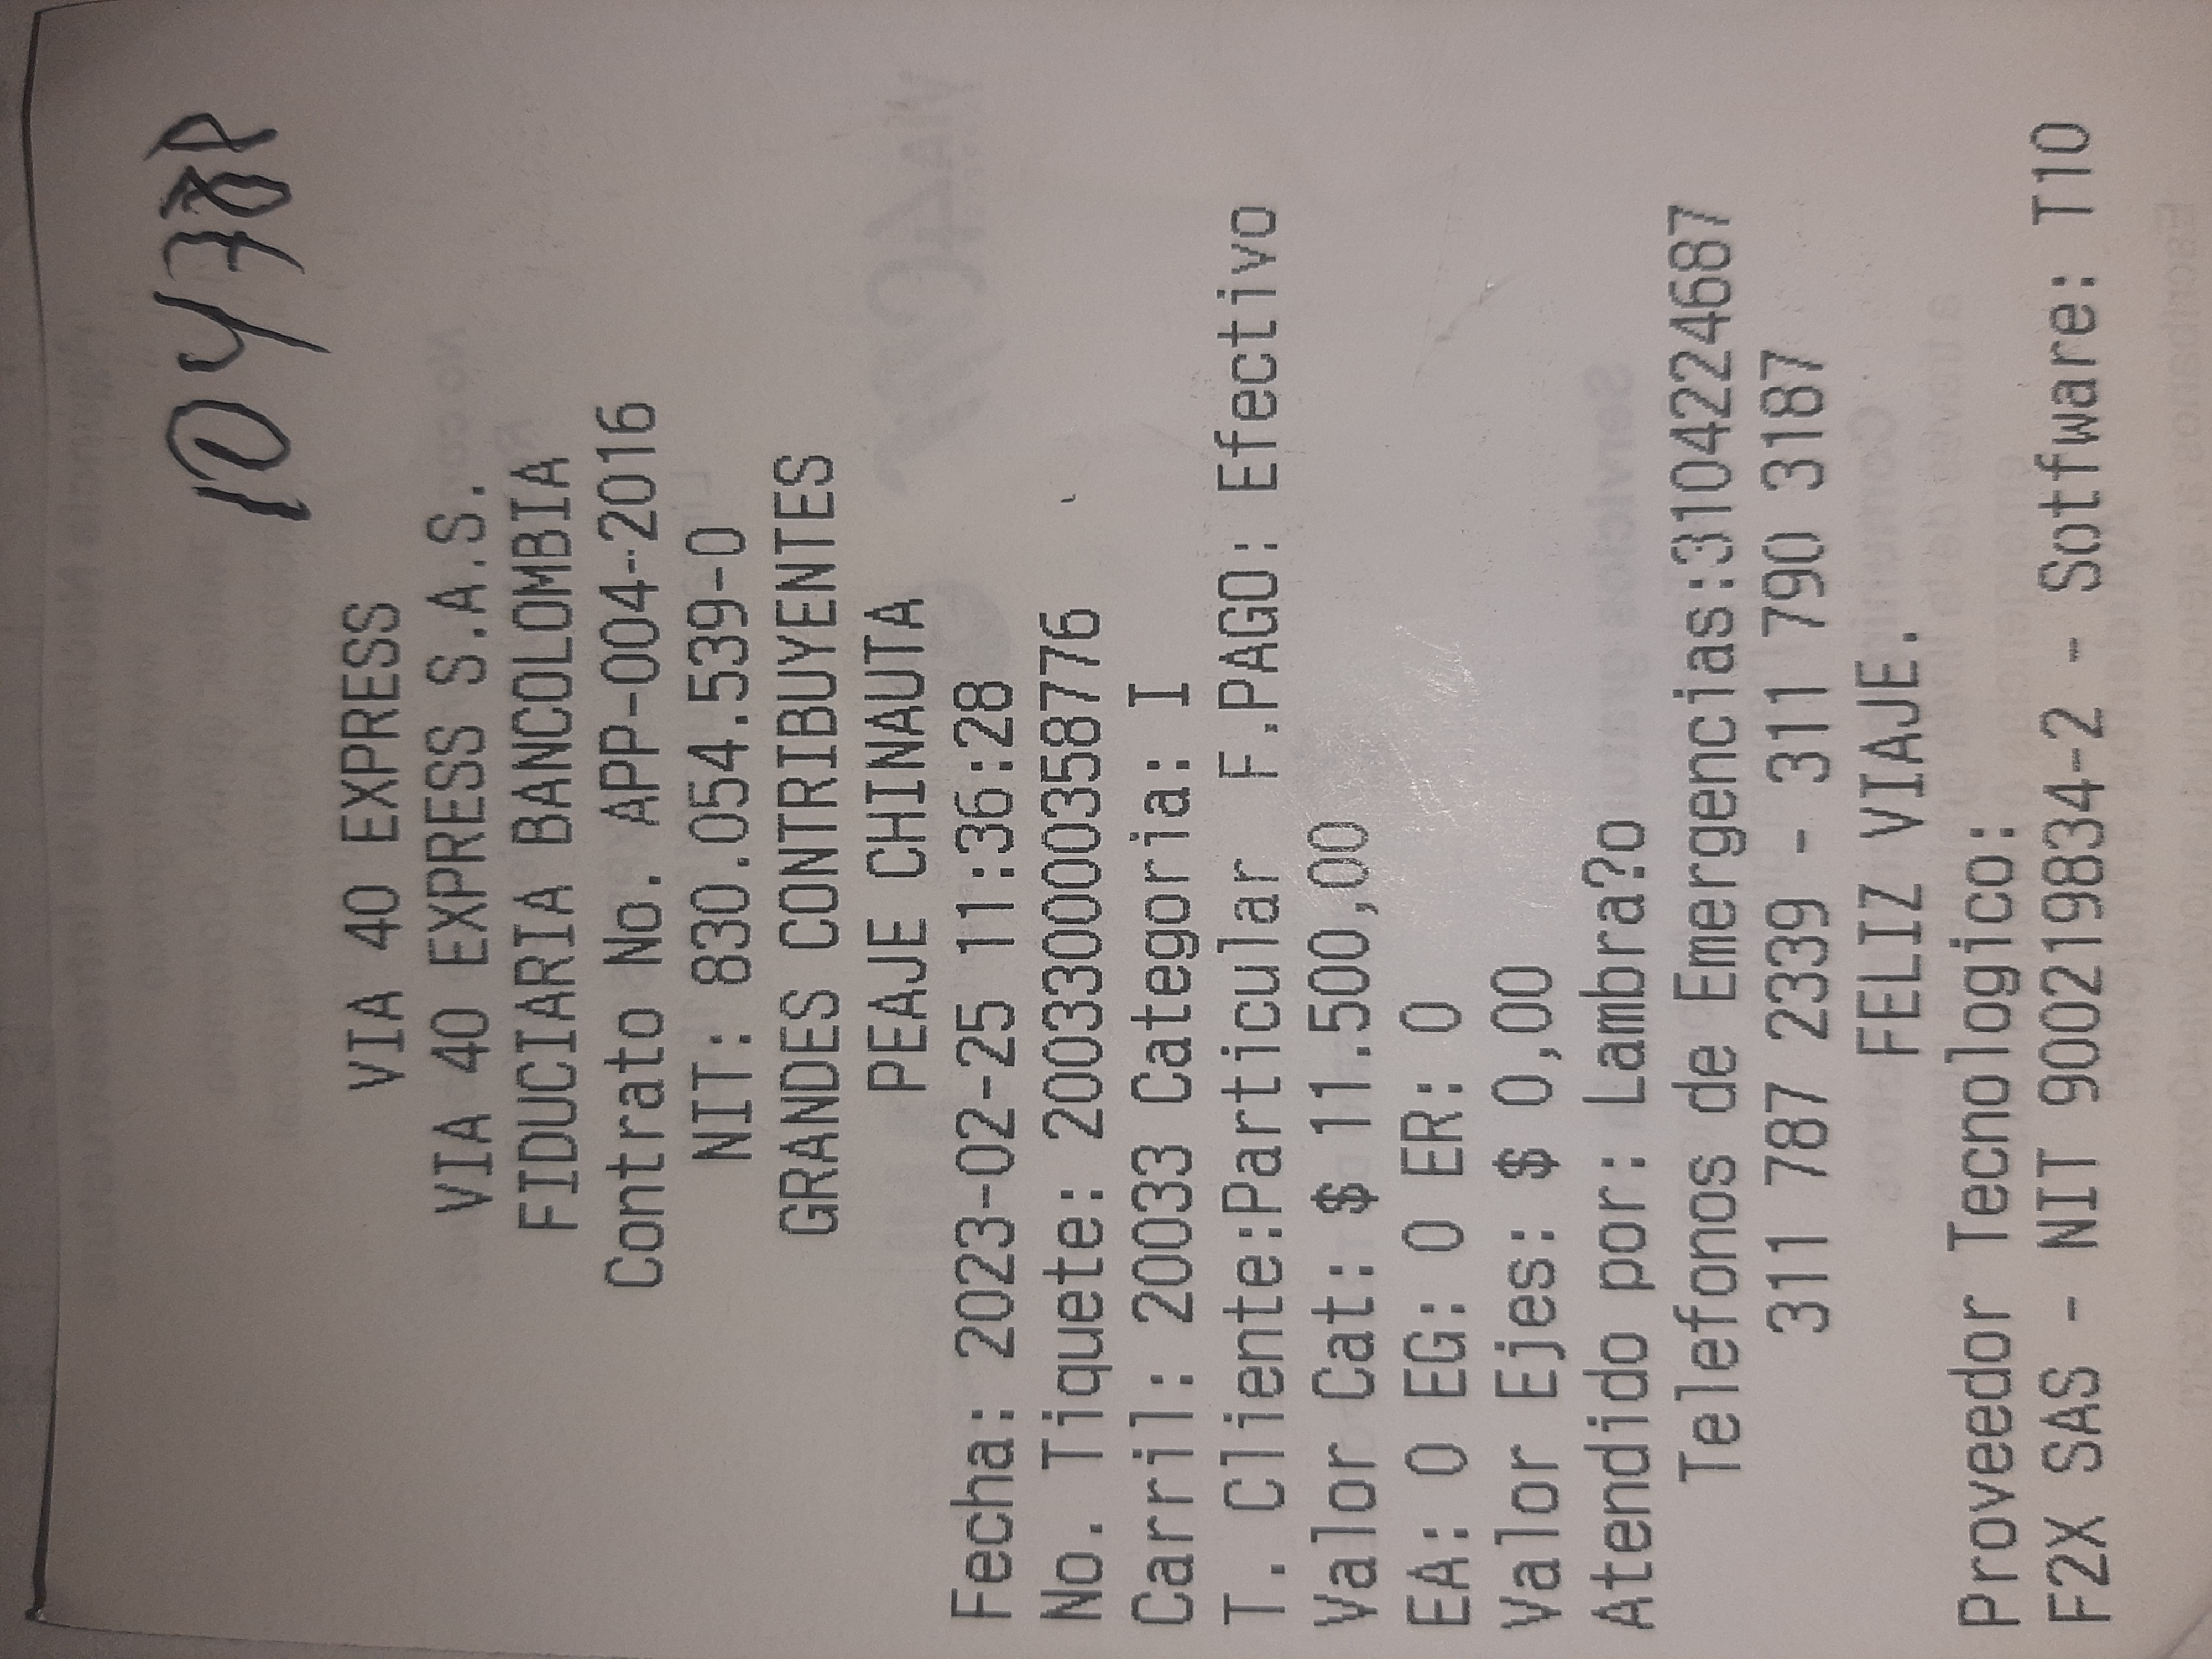 104788
VIA 40 EXPRESS
VIA 40 EXPRESS S.A.S.
FIDUCIARIA BANCOLOMBIA
Contrato No. APP-004-2016
NIT: 830.054.539-0
GRANDES CONTRIBUYENTES
PEAJE CHINAUTA
Fecha: 2023-02-25 11:36:28
No. Tiquete: 200330000358776
Carril: 20033 Categoria: I
T. Cliente:Particular F.PAGO: Efectivo
Valor Cat: $ 11.500,00
EA: 0 EG: 0 ER: 0
Valor Ejes: $ 0,00
Atendido por: Lambra?o
Telefonos de Emergencias:3104224687
311 787 2339 - 311 790 3187
FELIZ VIAJE.
Proveedor Tecnologico:
F2X SAS - NIT 900219834-2 - Sotfware: T10